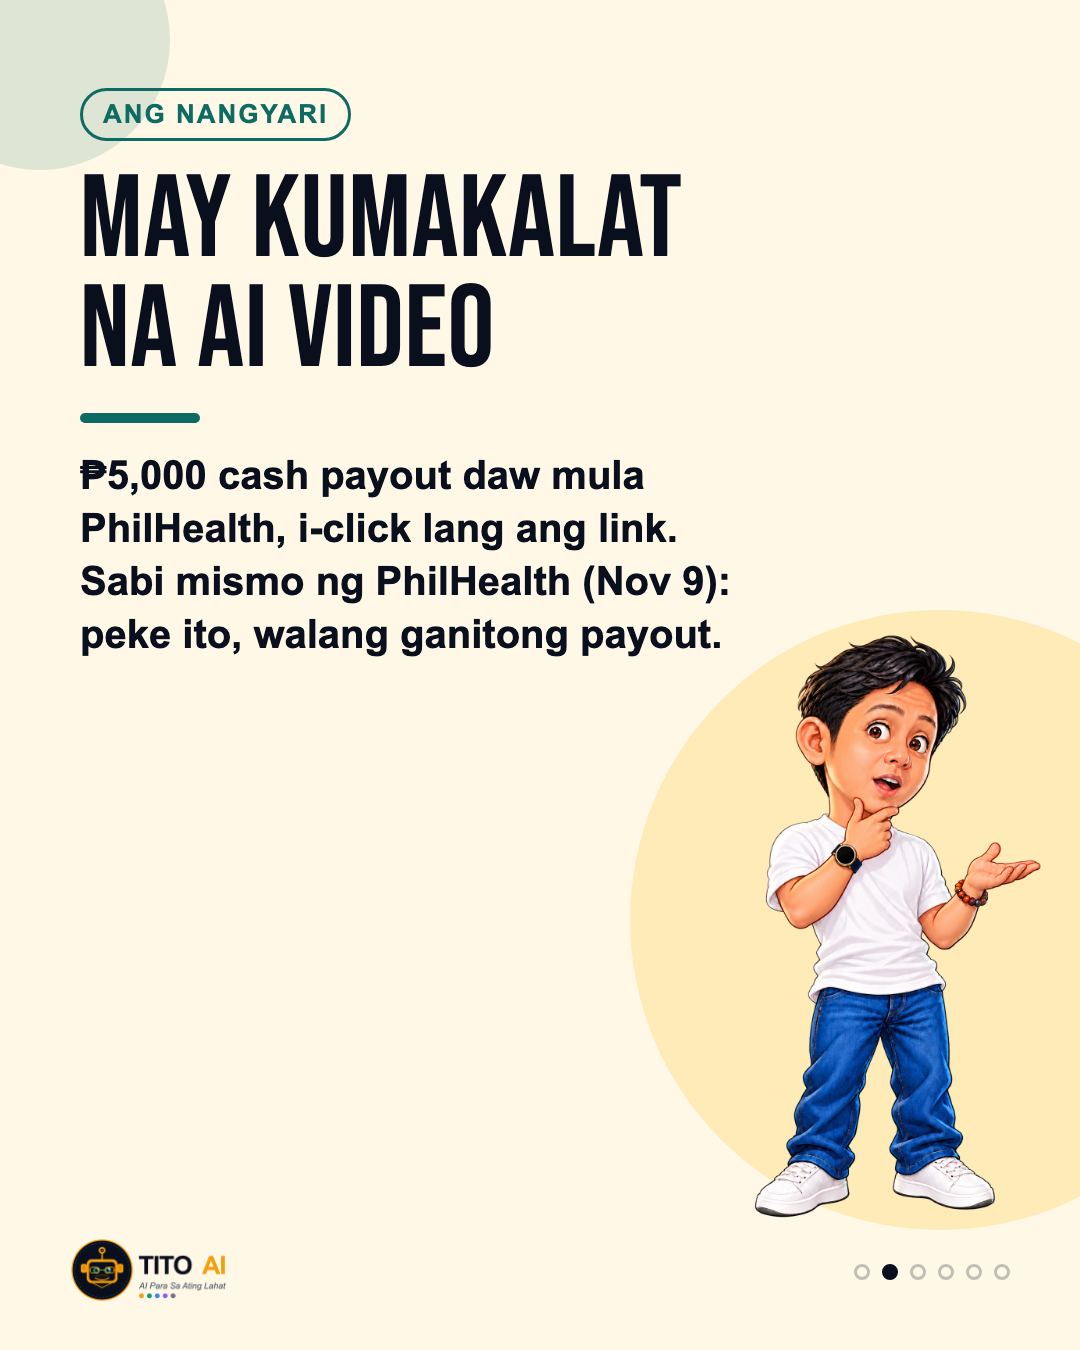 ANG NANGYARI
MAY KUMAKALAT
NA AI VIDEO
₱5,000 cash payout daw mula
PhilHealth, i-click lang ang link.
Sabi mismo ng PhilHealth (Nov 9):
peke ito, walang ganitong payout.
TITO AI
AI Para Sa Ating Lahat